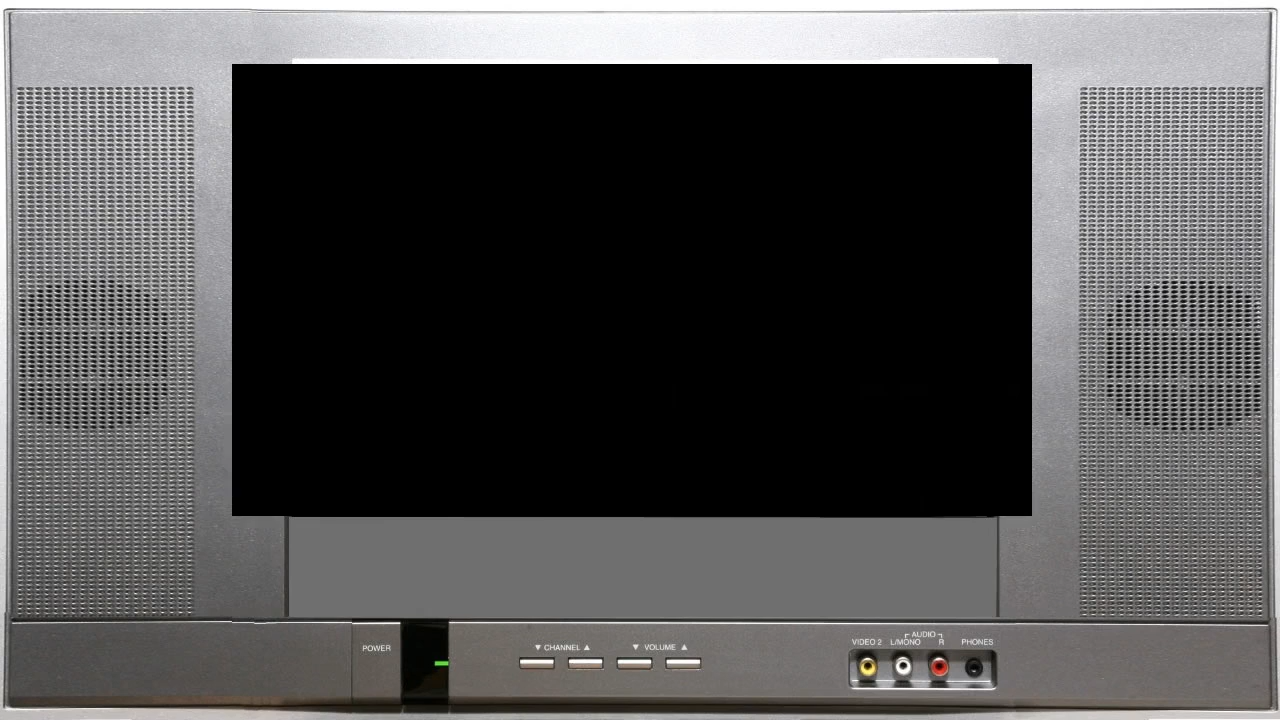 POWER
▼ CHANNEL ▲
▼ VOLUME ▲
AUDIO
VIDEO 2 L/MONO R PHONES